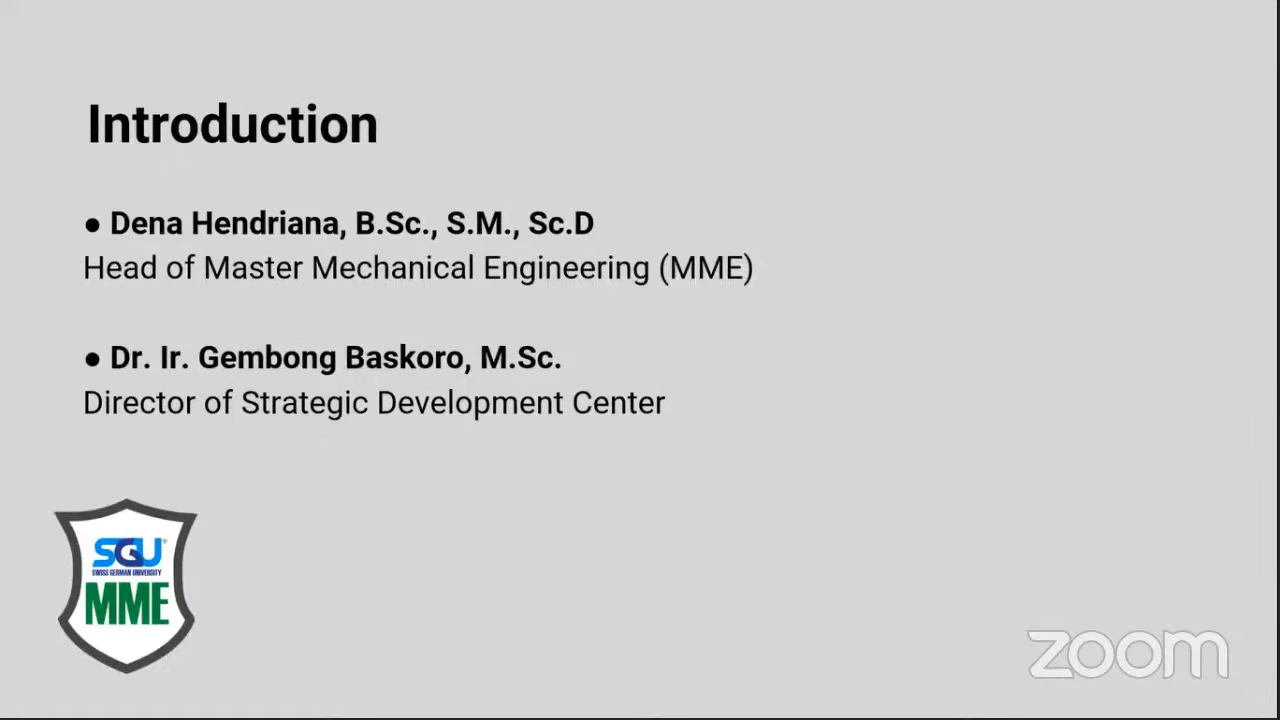 Introduction
● Dena Hendriana, B.Sc., S.M., Sc.D
Head of Master Mechanical Engineering (MME)
● Dr. Ir. Gembong Baskoro, M.Sc.
Director of Strategic Development Center
SGU
SWISS GERMAN UNIVERSITY
MME
zoom